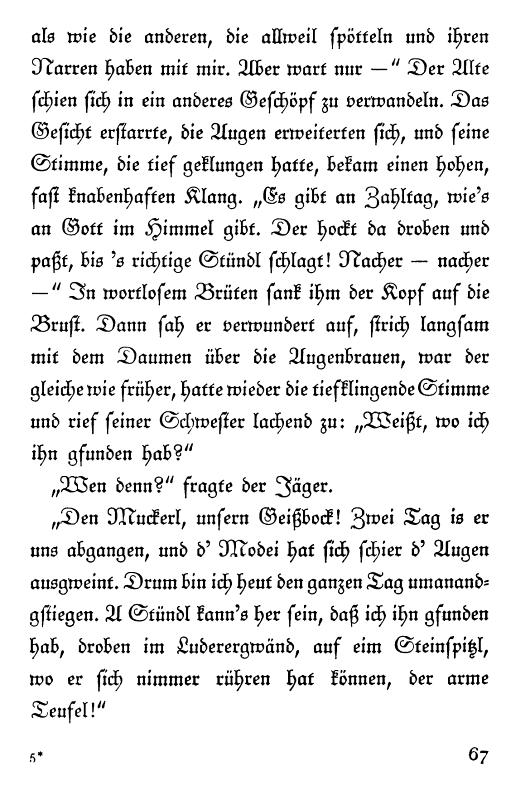 als wie die anderen, die allweil spötteln und ihren
Narren haben mit mir. Aber wart nur —“ Der Alte
schien sich in ein anderes Geschöpf zu verwandeln. Das
Gesicht erstarrte, die Augen erweiterten sich, und seine
Stimme, die tief geklungen hatte, bekam einen hohen,
fast knabenhaften Klang. „Es gibt an Zahltag, wie's
an Gott im Himmel gibt. Der hockt da droben und
paßt, bis 's richtige Stündl schlagt! Nacher — nacher
—“ In wortlosem Brüten sank ihm der Kopf auf die
Brust. Dann sah er verwundert auf, strich langsam
mit dem Daumen über die Augenbrauen, war der
gleiche wie früher, hatte wieder die tiefklingende Stimme
und rief seiner Schwester lachend zu: „Weißt, wo ich
ihn gfunden hab?“
„Wen denn?“ fragte der Jäger.
„Den Muckerl, unsern Geißbock! Zwei Tag is er
uns abgangen, und d' Modei hat sich schier d' Augen
ausgweint. Drum bin ich heut den ganzen Tag umanand-
gstiegen. A Stündl kann's her sein, daß ich ihn gfunden
hab, droben im Luderergwänd, auf eim Steinspitzl,
wo er sich nimmer rühren hat können, der arme
Teufel!“
5* 67